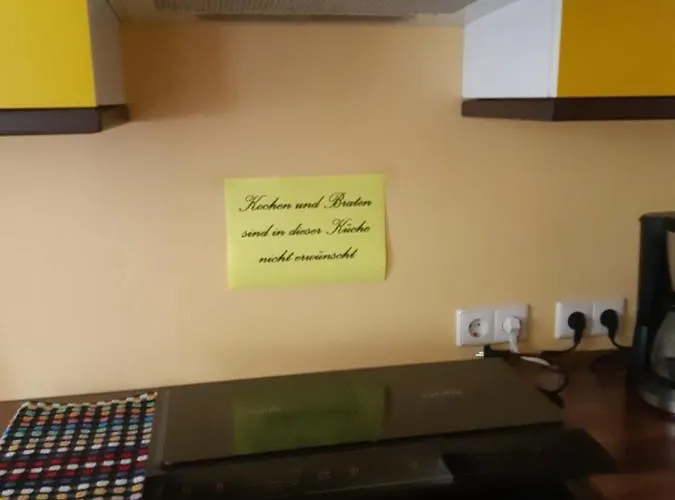 Kochen und Braten
sind in dieser Küche
nicht erwünscht